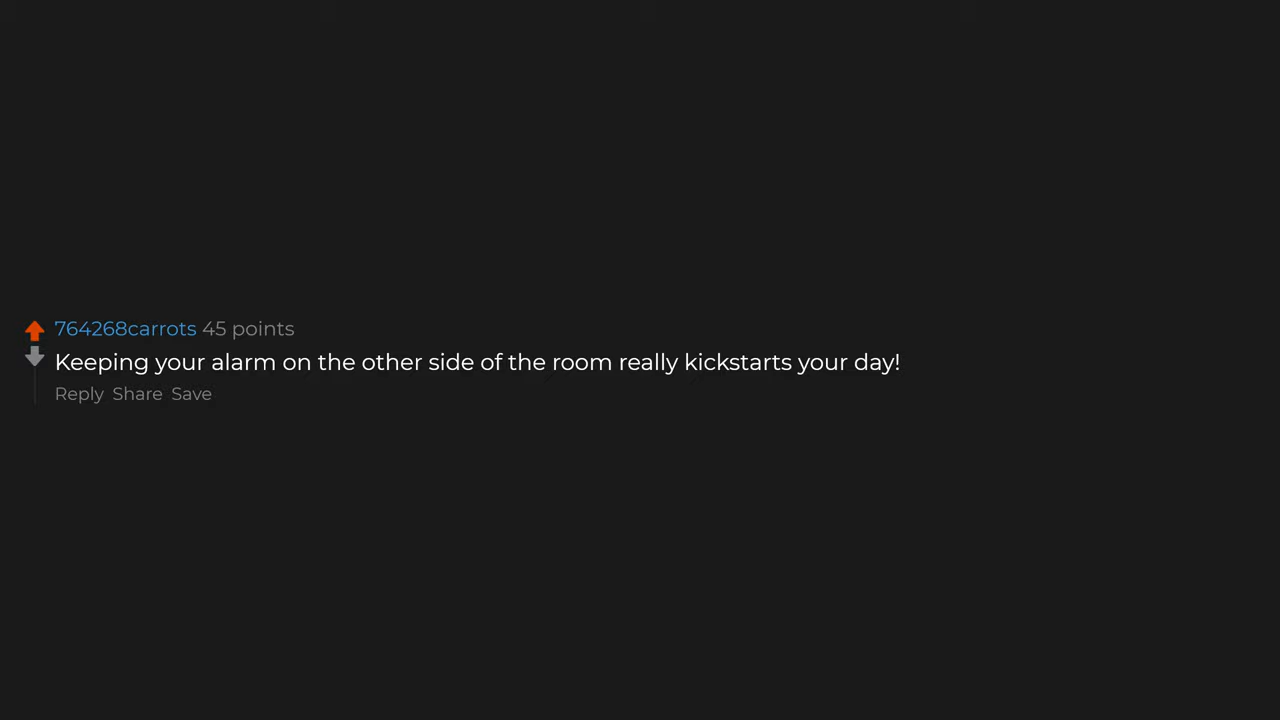 764268carrots 45 points
Keeping your alarm on the other side of the room really kickstarts your day!
Reply Share Save